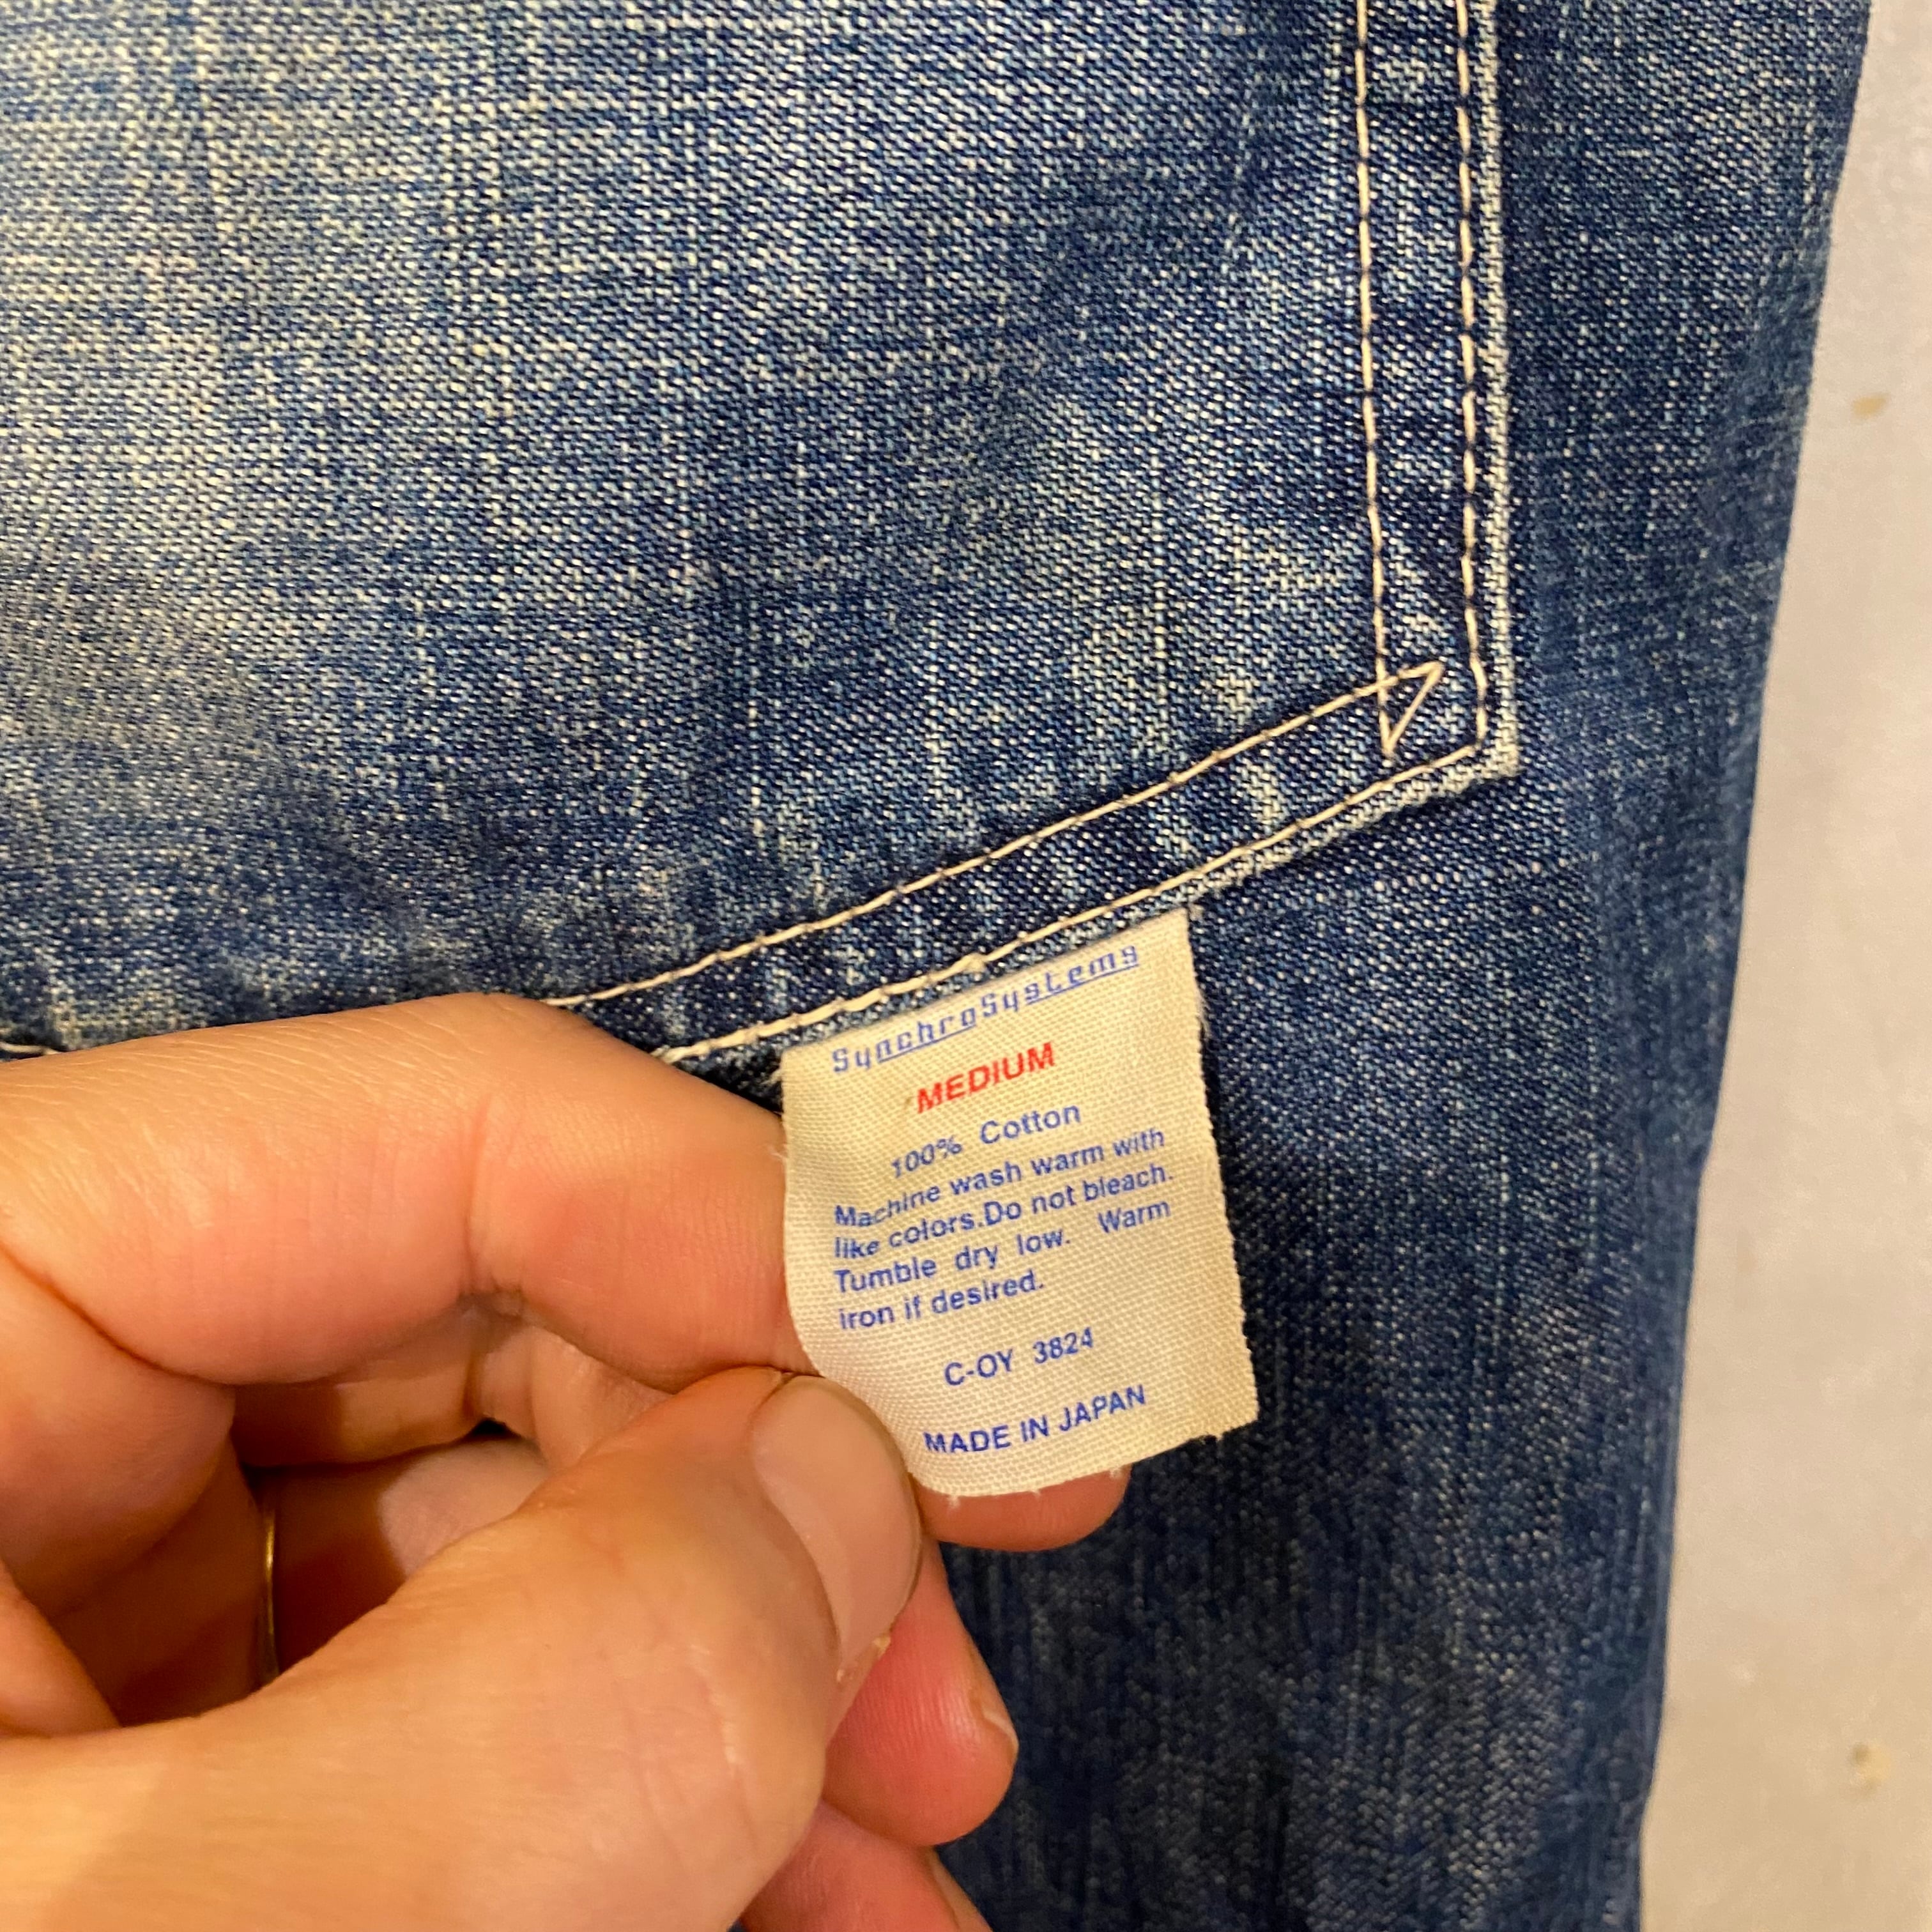 SynchroSystems
MEDIUM
100% Cotton
Machine wash warm with
like colors.Do not bleach.
Tumble dry low. Warm
iron if desired.
C-OY 3824
MADE IN JAPAN